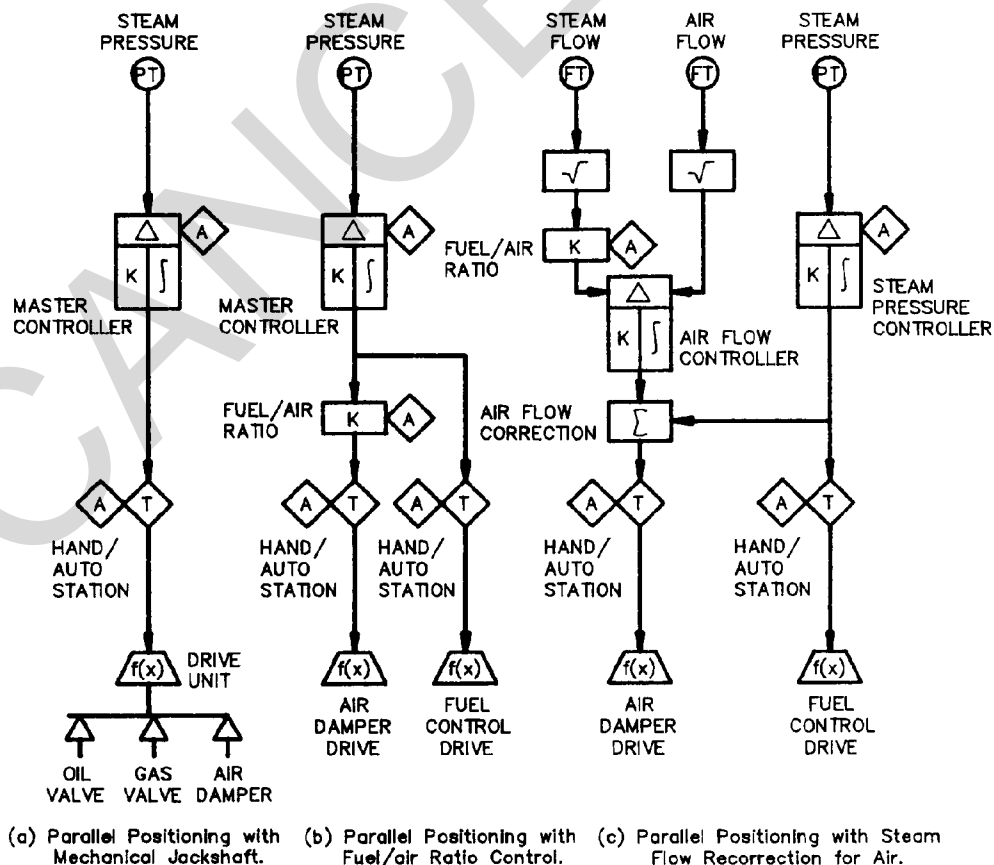 CANCE
STEAM PRESSURE
PT
△
K ∫
A
MASTER CONTROLLER
A T
HAND/ AUTO STATION
f(x)
DRIVE UNIT
OIL VALVE
GAS VALVE
AIR DAMPER
(a) Parallel Positioning with
Mechanical Jackshaft.
STEAM PRESSURE
PT
△
K ∫
A
MASTER CONTROLLER
FUEL/AIR RATIO
K
A
A T
A T
HAND/ AUTO STATION
HAND/ AUTO STATION
f(x)
f(x)
AIR DAMPER DRIVE
FUEL CONTROL DRIVE
(b) Parallel Positioning with
Fuel/air Ratio Control.
STEAM FLOW
FT
√
AIR FLOW
FT
√
STEAM PRESSURE
PT
FUEL/AIR RATIO
K
A
△
K ∫
AIR FLOW CONTROLLER
△
K ∫
A
STEAM PRESSURE CONTROLLER
AIR FLOW CORRECTION
Σ
A T
A T
HAND/ AUTO STATION
HAND/ AUTO STATION
f(x)
f(x)
AIR DAMPER DRIVE
FUEL CONTROL DRIVE
(c) Parallel Positioning with Steam
Flow Recorrection for Air.